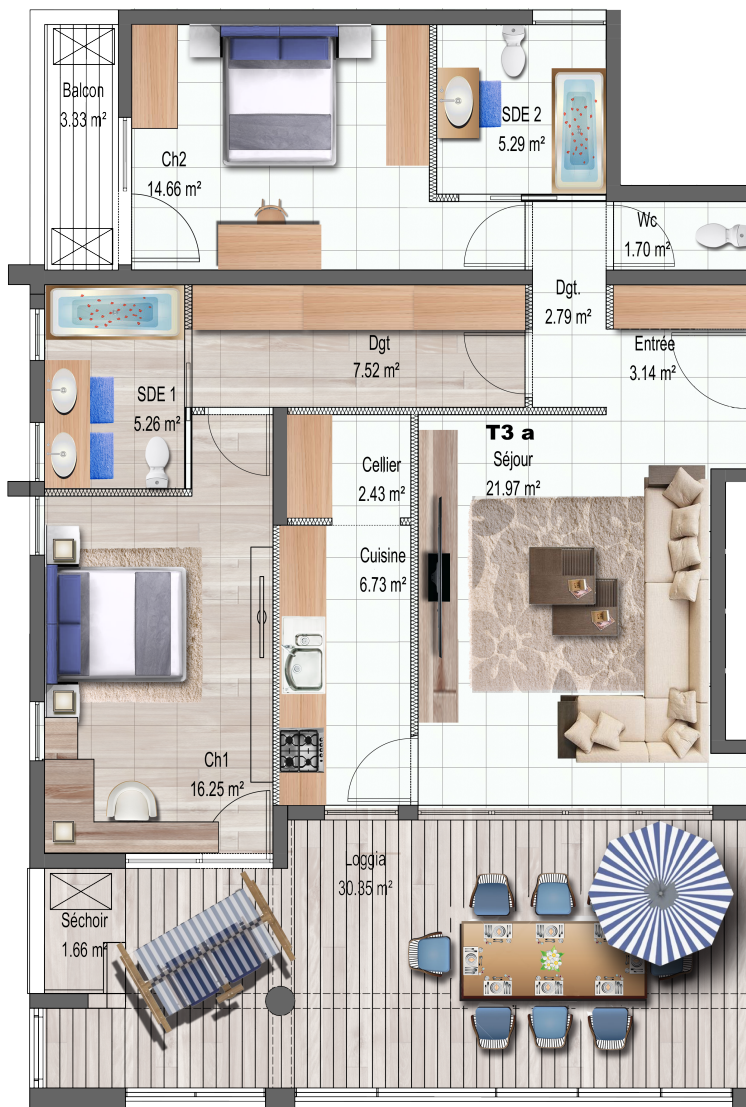 Balcon
3.33 m²
Ch2
14.66 m²
SDE 2
5.29 m²
Wc
1.70 m²
Dgt.
2.79 m²
Dgt
7.52 m²
Entrée
3.14 m²
SDE 1
5.26 m²
T3 a
Séjour
21.97 m²
Cellier
2.43 m²
Cuisine
6.73 m²
Ch1
16.25 m²
Loggia
30.35 m²
Séchoir
1.66 m²